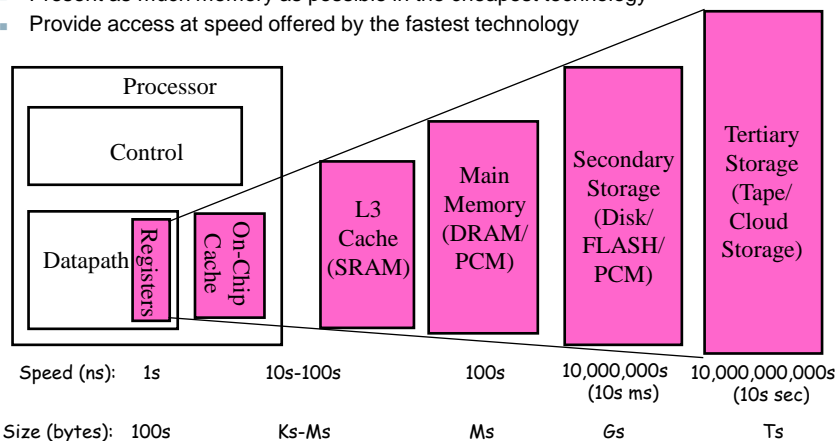 Present as much memory as possible in the cheapest technology
Provide access at speed offered by the fastest technology
Processor
Control
Datapath
Registers
On-Chip
Cache
L3
Cache
(SRAM)
Main
Memory
(DRAM/
PCM)
Secondary
Storage
(Disk/
FLASH/
PCM)
Tertiary
Storage
(Tape/
Cloud
Storage)
Speed (ns): 1s 10s-100s 100s 10,000,000s 10,000,000,000s
(10s ms) (10s sec)
Size (bytes): 100s Ks-Ms Ms Gs Ts